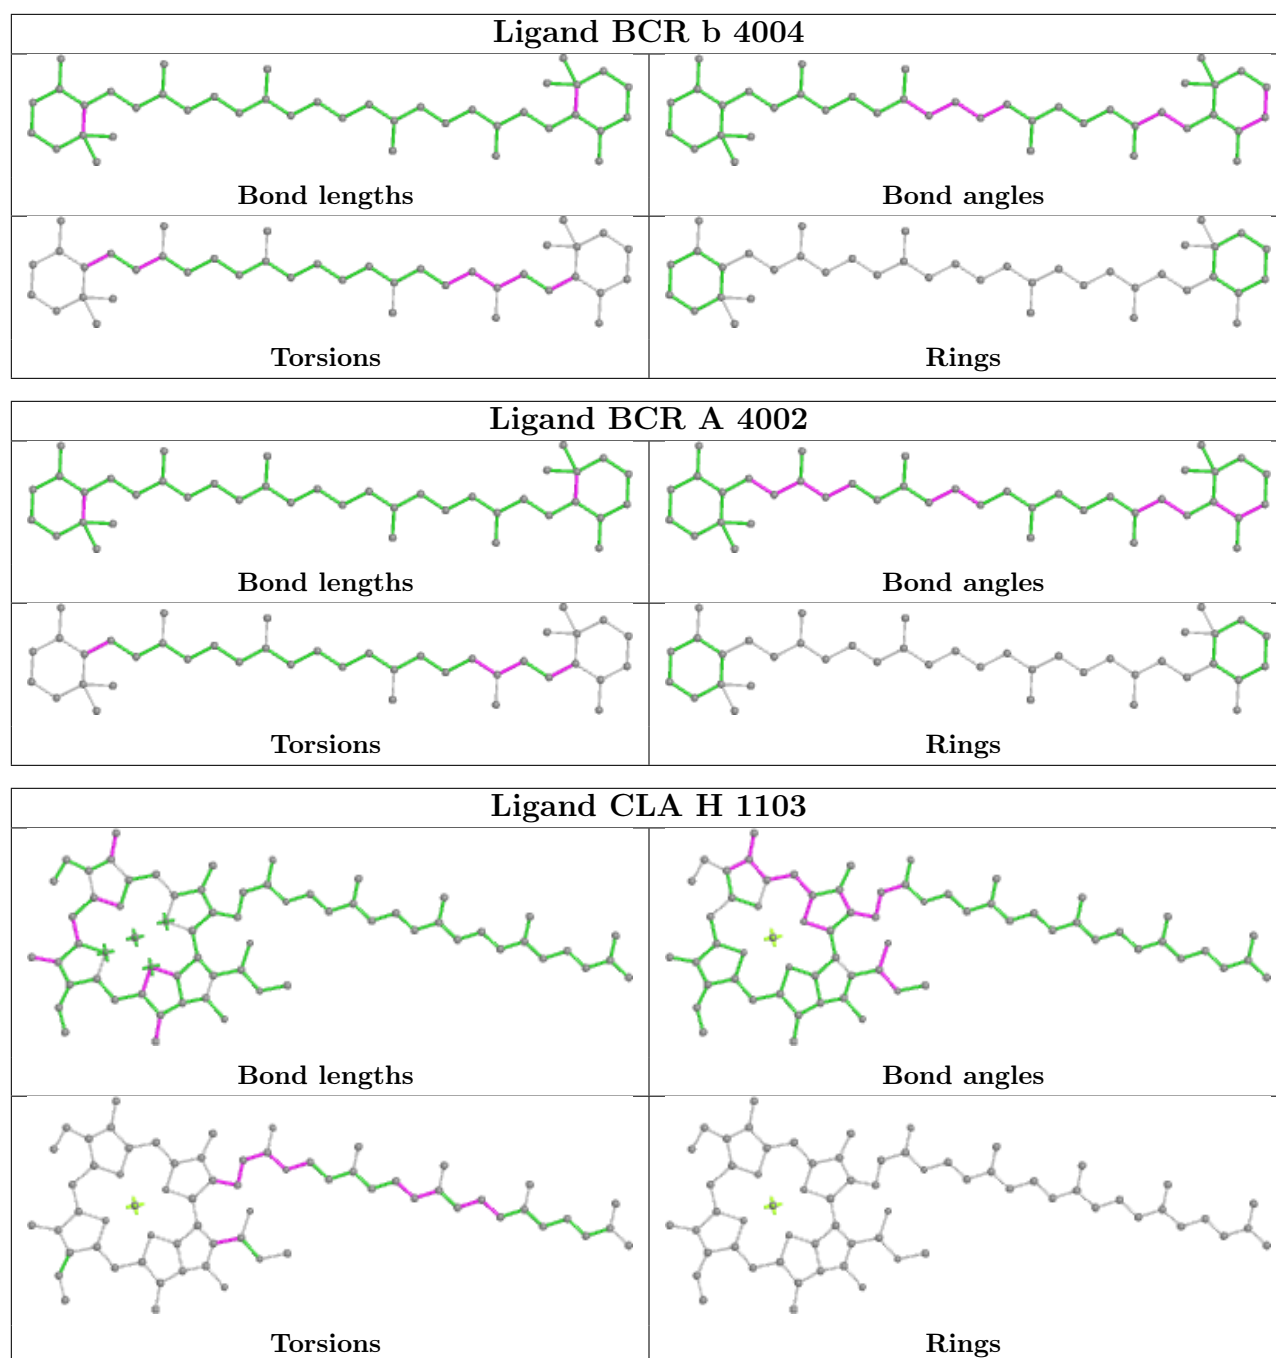 Ligand BCR b 4004
Bond lengths
Bond angles
Torsions
Rings
Ligand BCR A 4002
Bond lengths
Bond angles
Torsions
Rings
Ligand CLA H 1103
Bond lengths
Bond angles
Torsions
Rings